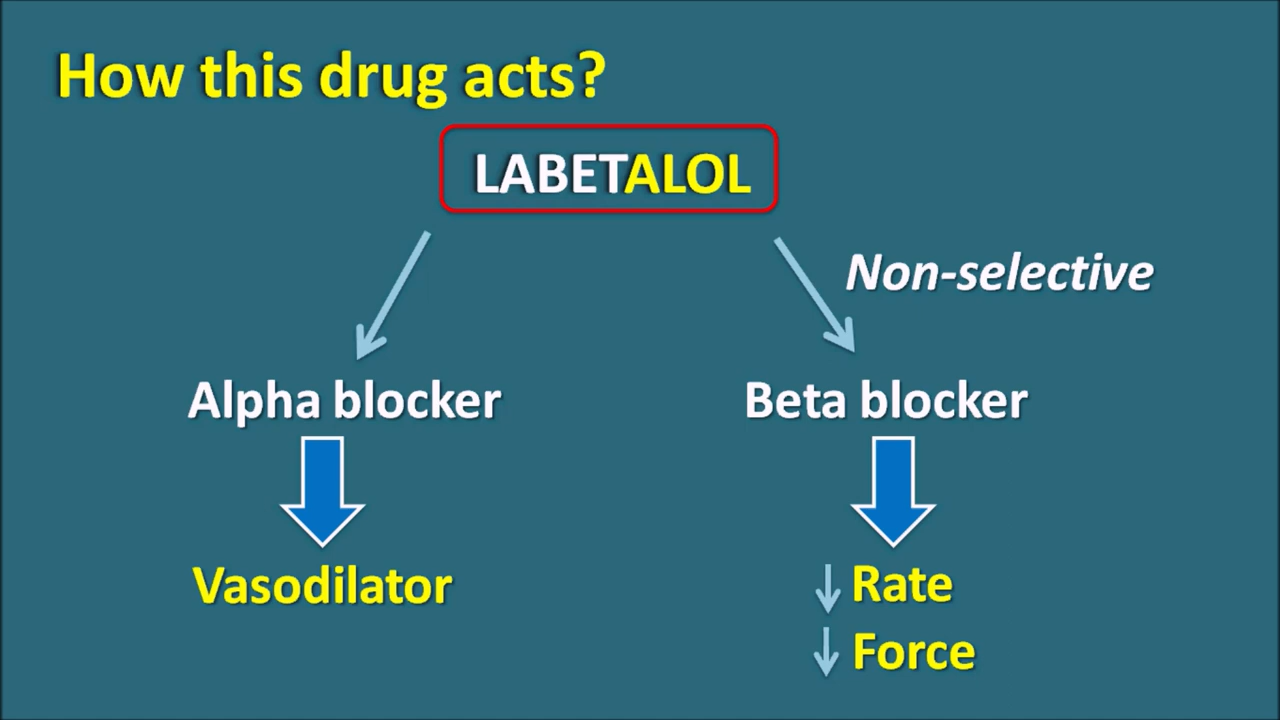 How this drug acts?
LABETALOL
Non-selective
Alpha blocker
Beta blocker
Vasodilator
↓ Rate
↓ Force